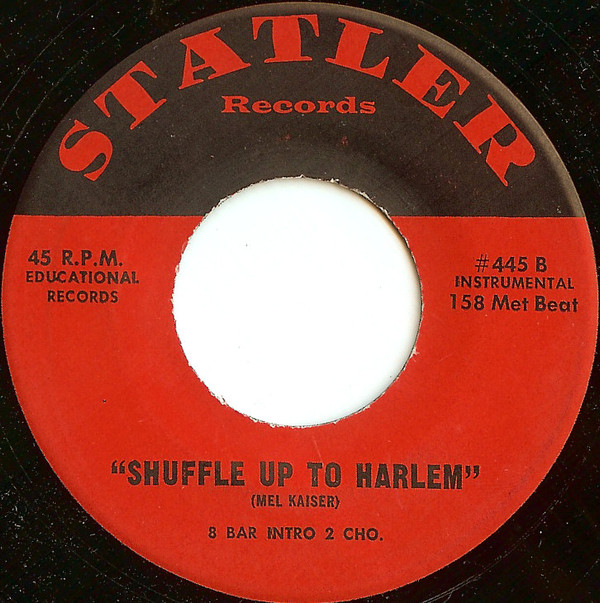 STATLER
Records
45 R.P.M.
EDUCATIONAL
RECORDS
#445 B
INSTRUMENTAL
158 Met Beat
"SHUFFLE UP TO HARLEM"
(MEL KAISER)
8 BAR INTRO 2 CHO.